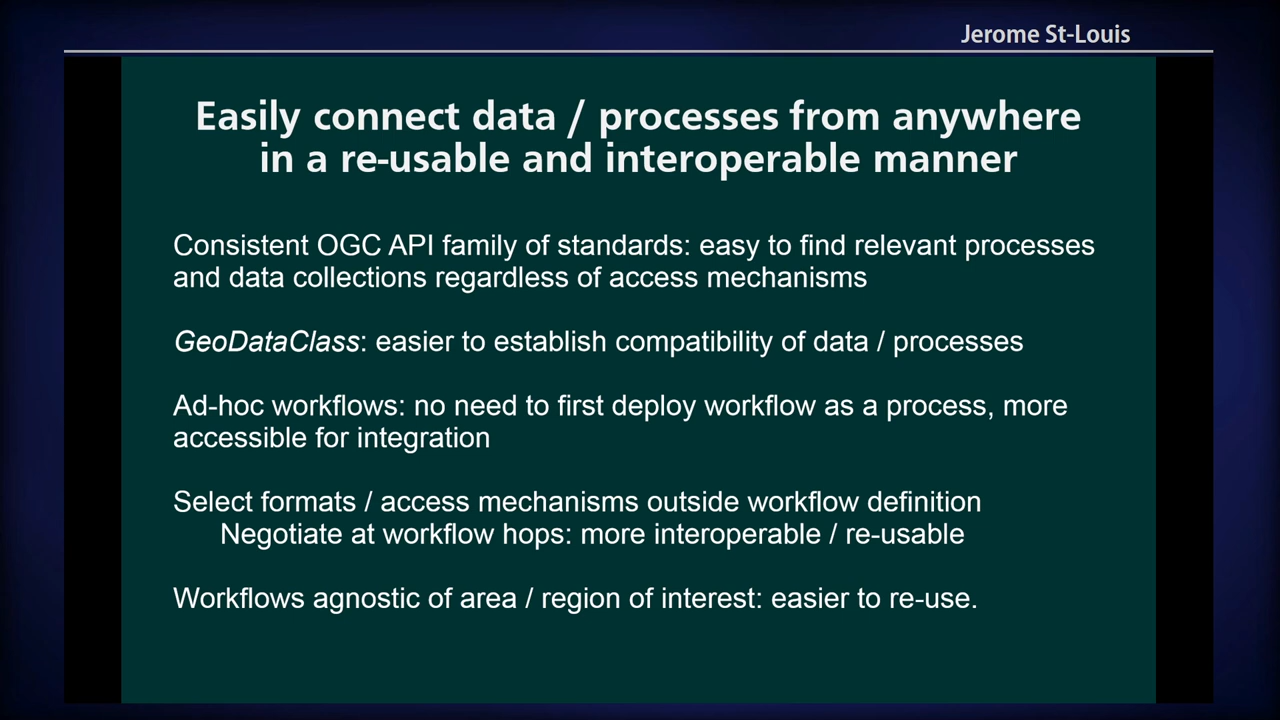 Jerome St-Louis
Easily connect data / processes from anywhere
in a re-usable and interoperable manner
Consistent OGC API family of standards: easy to find relevant processes
and data collections regardless of access mechanisms
GeoDataClass: easier to establish compatibility of data / processes
Ad-hoc workflows: no need to first deploy workflow as a process, more
accessible for integration
Select formats / access mechanisms outside workflow definition
Negotiate at workflow hops: more interoperable / re-usable
Workflows agnostic of area / region of interest: easier to re-use.